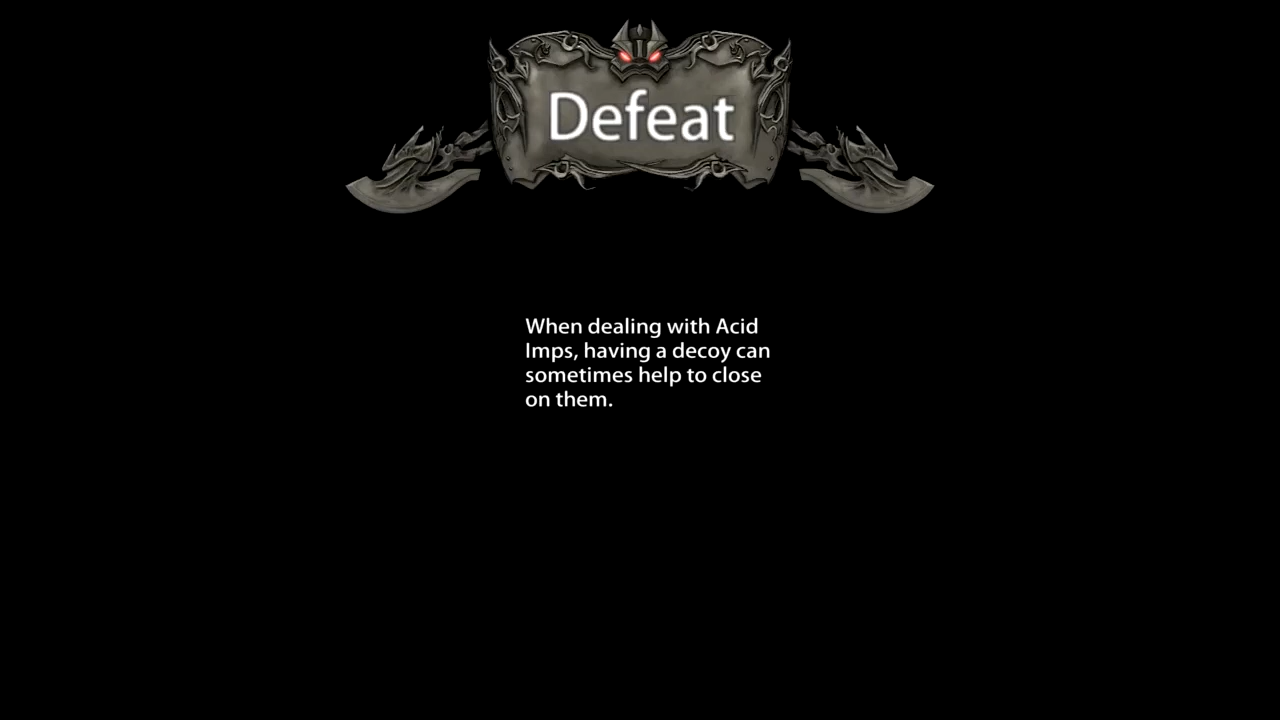 Defeat
When dealing with Acid
Imps, having a decoy can
sometimes help to close
on them.